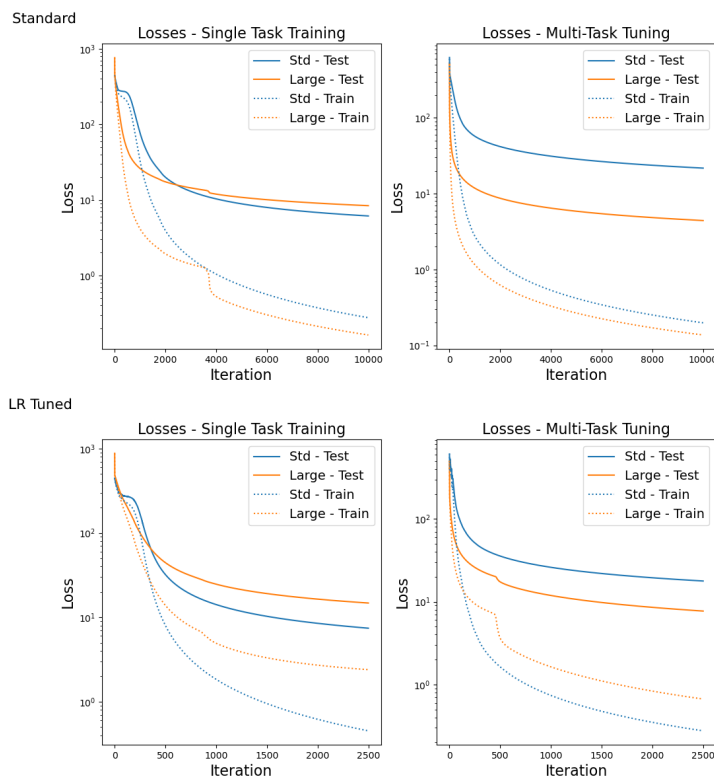 Standard
Losses - Single Task Training
10³
10²
10¹
10⁰
Loss
Std - Test
Large - Test
Std - Train
Large - Train
0 2000 4000 6000 8000 10000
Iteration
Losses - Multi-Task Tuning
10²
10¹
10⁰
10⁻¹
Loss
Std - Test
Large - Test
Std - Train
Large - Train
0 2000 4000 6000 8000 10000
Iteration
LR Tuned
Losses - Single Task Training
10³
10²
10¹
10⁰
Loss
Std - Test
Large - Test
Std - Train
Large - Train
0 500 1000 1500 2000 2500
Iteration
Losses - Multi-Task Tuning
10²
10¹
10⁰
Loss
Std - Test
Large - Test
Std - Train
Large - Train
0 500 1000 1500 2000 2500
Iteration